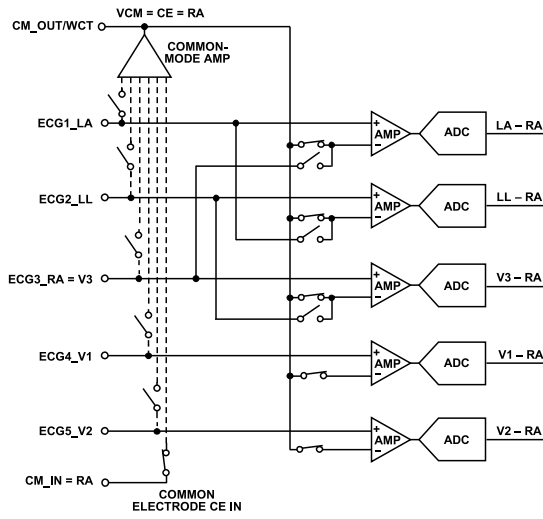 VCM = CE = RA
CM_OUT/WCT
COMMON-
MODE AMP
ECG1_LA
+
AMP
–
ADC
LA – RA
ECG2_LL
+
AMP
–
ADC
LL – RA
ECG3_RA = V3
+
AMP
–
ADC
V3 – RA
ECG4_V1
+
AMP
–
ADC
V1 – RA
ECG5_V2
+
AMP
–
ADC
V2 – RA
CM_IN = RA
COMMON
ELECTRODE CE IN